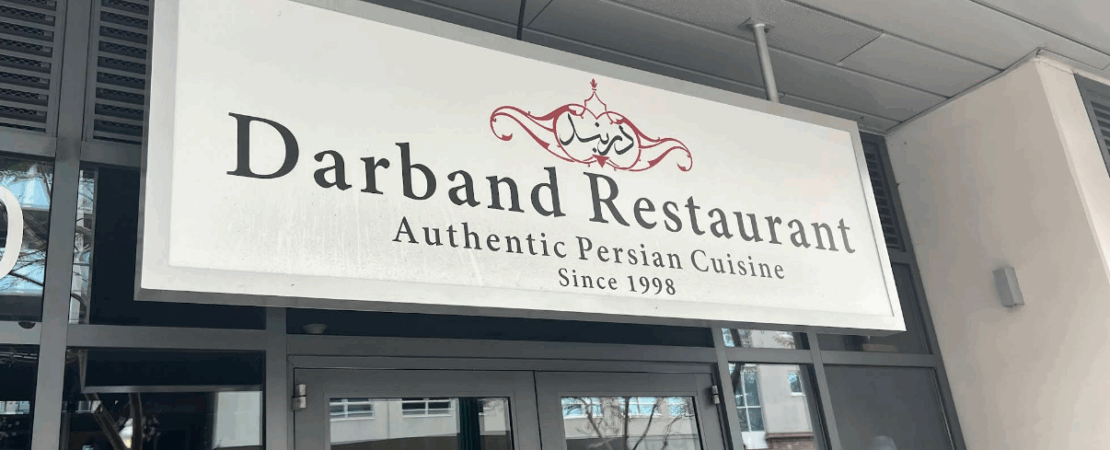 دربند
Darband Restaurant
Authentic Persian Cuisine
Since 1998